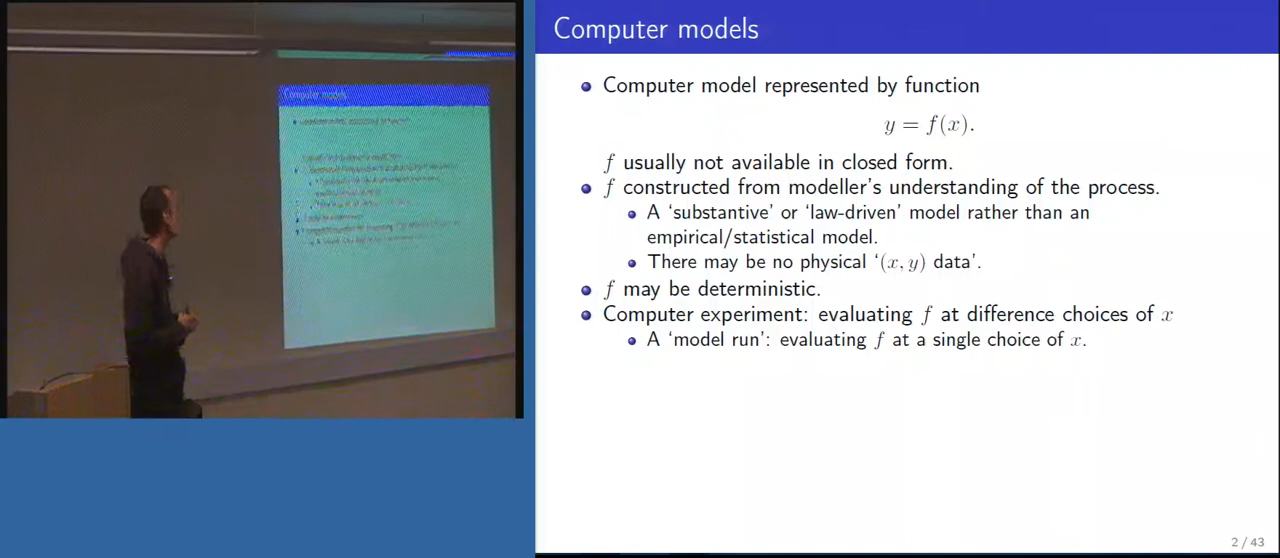 Computer models
Computer models
Computer model represented by function
y = f(x).
f usually not available in closed form.
f constructed from modeller's understanding of the process.
A 'substantive' or 'law-driven' model rather than an
empirical/statistical model.
There may be no physical '(x, y) data'.
f may be deterministic.
Computer experiment: evaluating f at difference choices of x
A 'model run': evaluating f at a single choice of x.
2 / 43